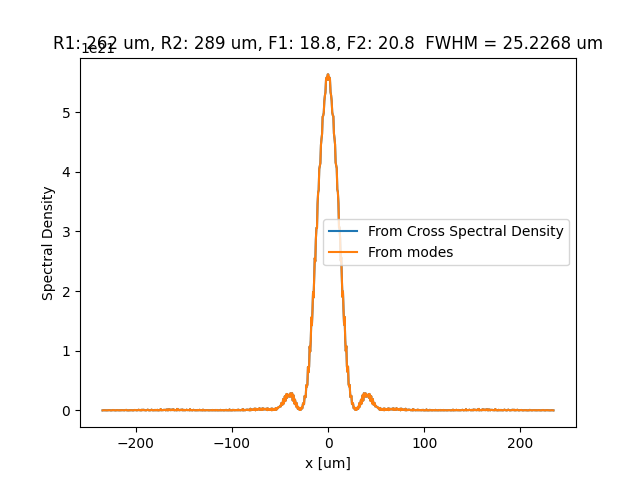 R1: 262 um, R2: 289 um, F1: 18.8, F2: 20.8  FWHM = 25.2268 um
1e21
5
4
3
2
1
0
Spectral Density
From Cross Spectral Density
From modes
−200
−100
0
100
200
x [um]